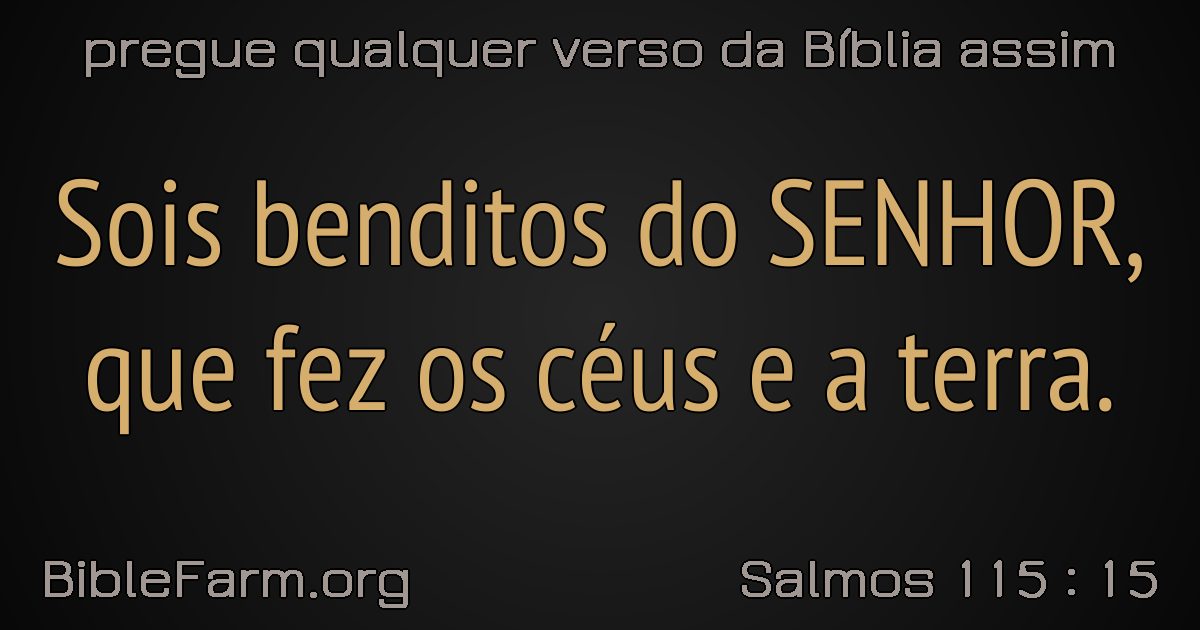 pregue qualquer verso da Bíblia assim
Sois benditos do SENHOR,
que fez os céus e a terra.
BibleFarm.org
Salmos 115 : 15